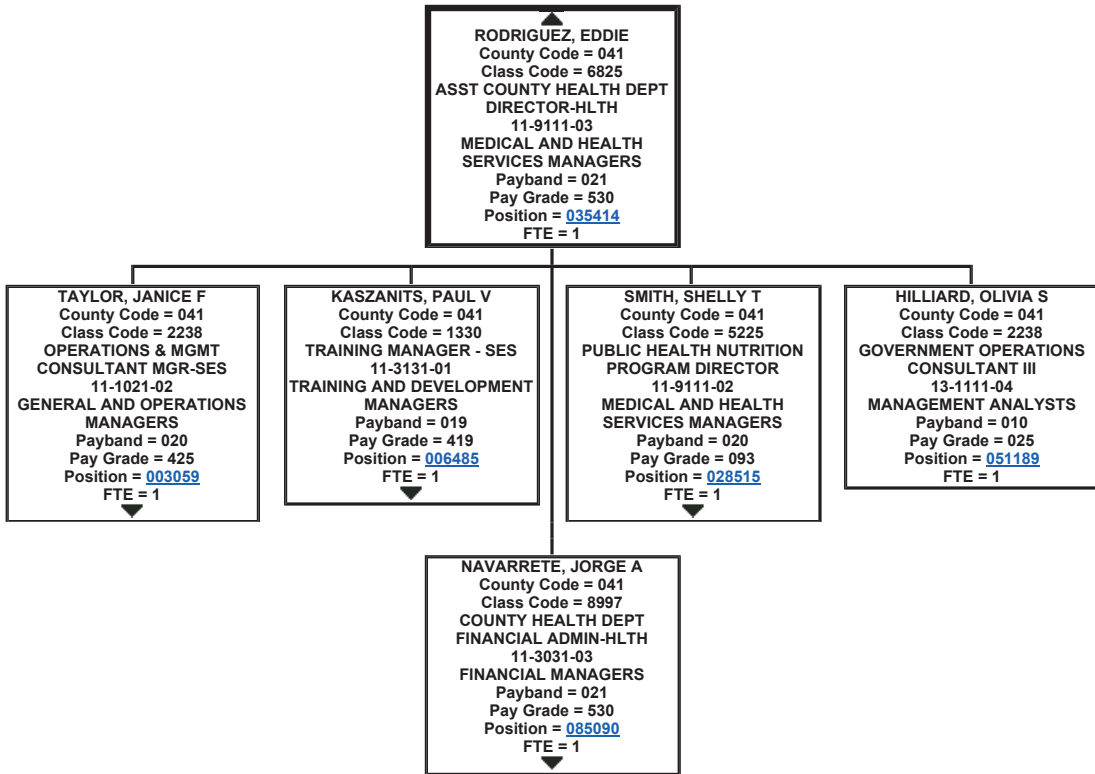 RODRIGUEZ, EDDIE
County Code = 041
Class Code = 6825
ASST COUNTY HEALTH DEPT
DIRECTOR-HLTH
11-9111-03
MEDICAL AND HEALTH
SERVICES MANAGERS
Payband = 021
Pay Grade = 530
Position = 035414
FTE = 1
TAYLOR, JANICE F
County Code = 041
Class Code = 2238
OPERATIONS & MGMT
CONSULTANT MGR-SES
11-1021-02
GENERAL AND OPERATIONS
MANAGERS
Payband = 020
Pay Grade = 425
Position = 003059
FTE = 1
KASZANITS, PAUL V
County Code = 041
Class Code = 1330
TRAINING MANAGER - SES
11-3131-01
TRAINING AND DEVELOPMENT
MANAGERS
Payband = 019
Pay Grade = 419
Position = 006485
FTE = 1
SMITH, SHELLY T
County Code = 041
Class Code = 5225
PUBLIC HEALTH NUTRITION
PROGRAM DIRECTOR
11-9111-02
MEDICAL AND HEALTH
SERVICES MANAGERS
Payband = 020
Pay Grade = 093
Position = 028515
FTE = 1
HILLIARD, OLIVIA S
County Code = 041
Class Code = 2238
GOVERNMENT OPERATIONS
CONSULTANT III
13-1111-04
MANAGEMENT ANALYSTS
Payband = 010
Pay Grade = 025
Position = 051189
FTE = 1
NAVARRETE, JORGE A
County Code = 041
Class Code = 8997
COUNTY HEALTH DEPT
FINANCIAL ADMIN-HLTH
11-3031-03
FINANCIAL MANAGERS
Payband = 021
Pay Grade = 530
Position = 085090
FTE = 1